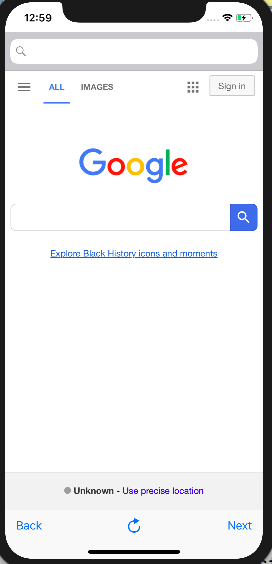 12:59
ALL IMAGES Sign in
Google
Explore Black History icons and moments
Unknown - Use precise location
Back Next